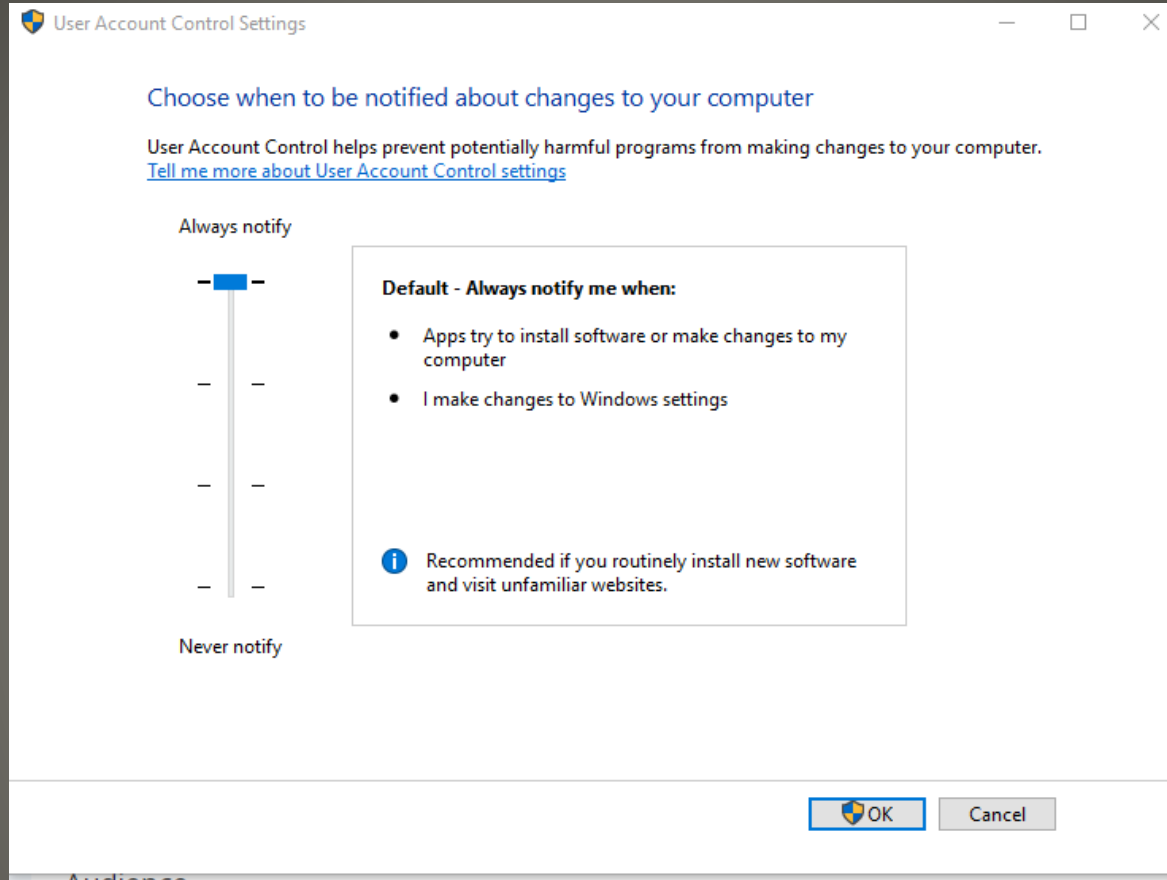 User Account Control Settings
Choose when to be notified about changes to your computer
User Account Control helps prevent potentially harmful programs from making changes to your computer.
Tell me more about User Account Control settings
Always notify
Default - Always notify me when:
• Apps try to install software or make changes to my
computer
• I make changes to Windows settings
Recommended if you routinely install new software
and visit unfamiliar websites.
Never notify
OK
Cancel